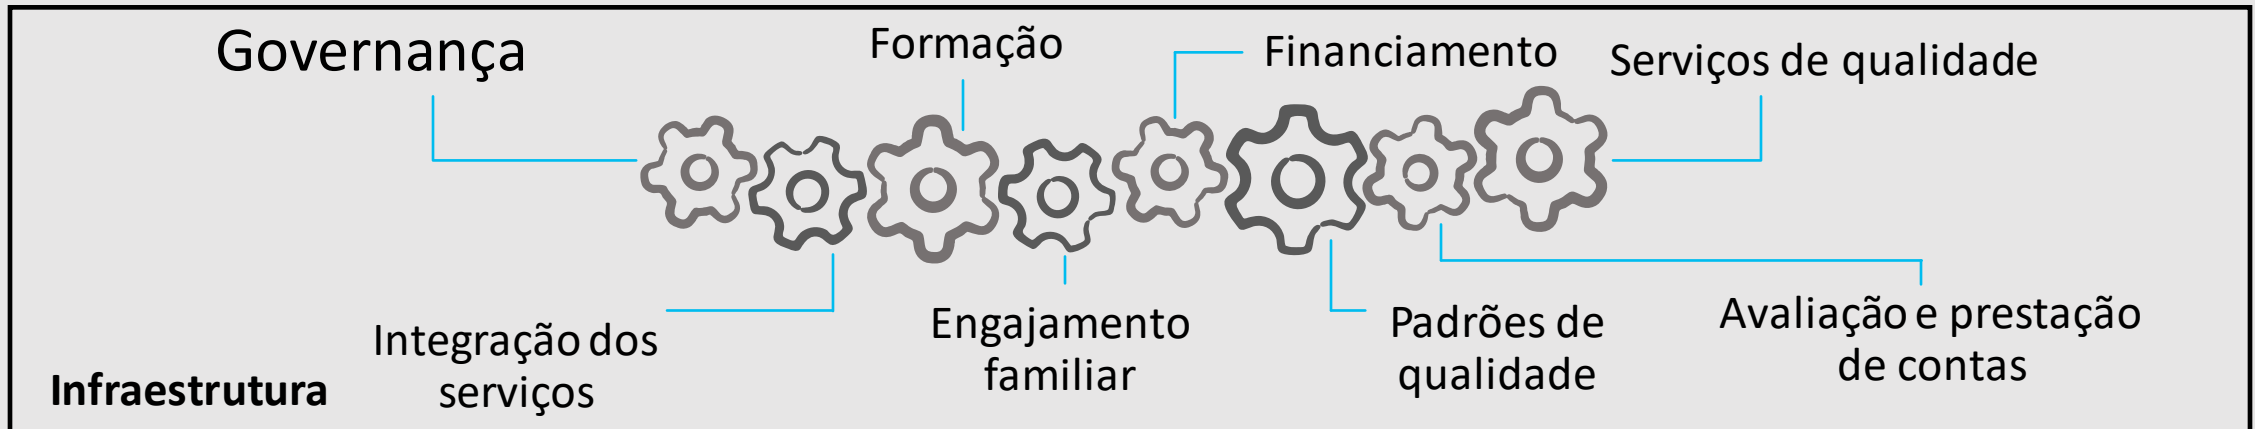 Governança
Formação
Financiamento
Serviços de qualidade
Integração dos
serviços
Engajamento
familiar
Padrões de
qualidade
Avaliação e prestação
de contas
Infraestrutura